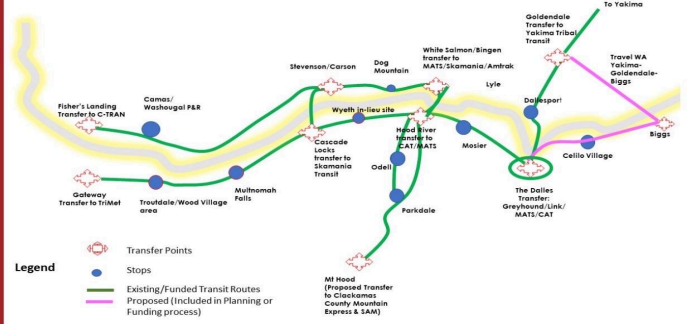 To Yakima
Goldendale
Transfer to
Yakima Tribal
Transit
White Salmon/Bingen
transfer to
MATS/Skamania/Amtrak
Travel WA
Yakima-
Goldendale-
Biggs
Dog
Mountain
Stevenson/Carson
Lyle
Fisher's Landing
Transfer to C-TRAN
Camas/
Washougal P&R
Wyeth in-lieu site
Dallesport
Hood River
transfer to
CAT/MATS
Biggs
Cascade
Locks
transfer to
Skamania
Transit
Mosier
Celilo Village
Odell
Gateway
Transfer to TriMet
Troutdale/Wood Village
area
Multnomah
Falls
The Dalles
Transfer:
Greyhound/Link/
MATS/CAT
Parkdale
Legend
Transfer Points
Stops
Existing/Funded Transit Routes
Proposed (Included in Planning or
Funding process)
Mt Hood
(Proposed Transfer
to Clackamas
County Mountain
Express & SAM)